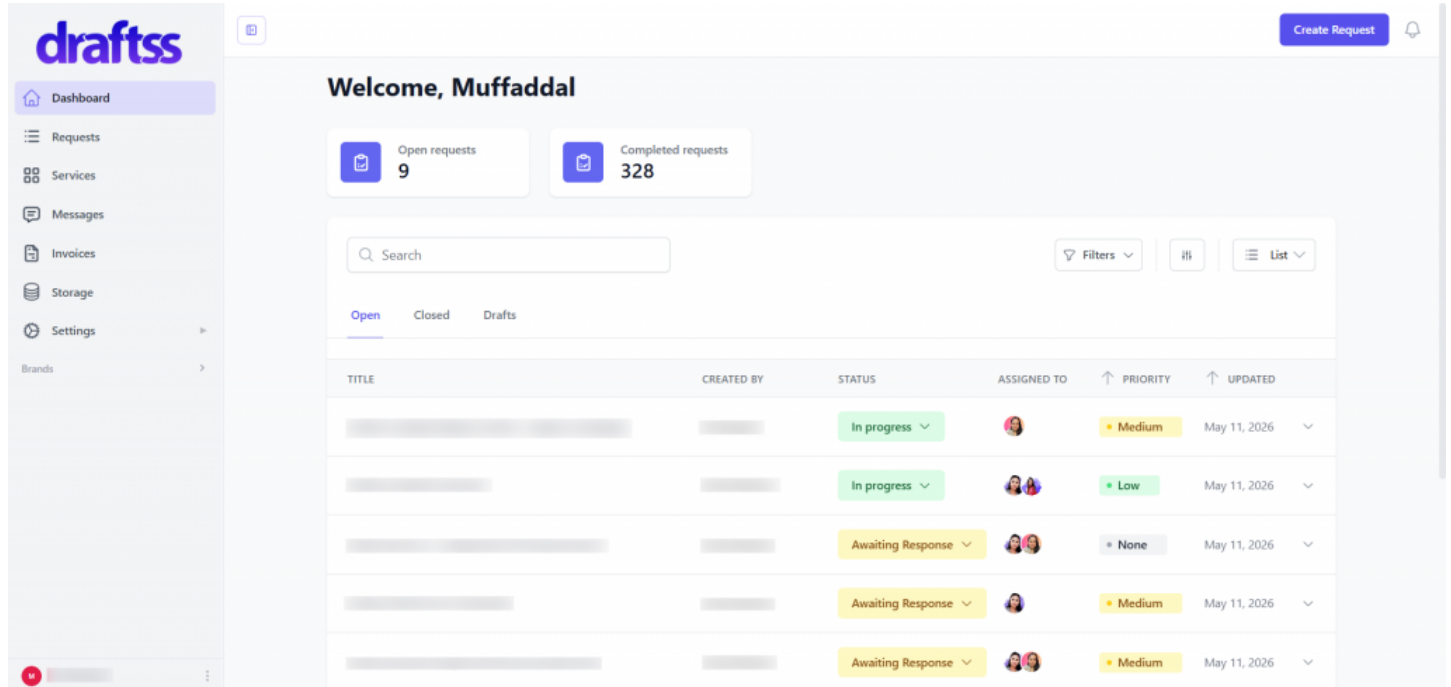 draftss
Create Request
Dashboard
Requests
Services
Messages
Invoices
Storage
Settings
Brands
M
Welcome, Muffaddal
Open requests
9
Completed requests
328
Search
Filters
List
Open Closed Drafts
TITLE CREATED BY STATUS ASSIGNED TO PRIORITY UPDATED
In progress Medium May 11, 2026
In progress Low May 11, 2026
Awaiting Response None May 11, 2026
Awaiting Response Medium May 11, 2026
Awaiting Response Medium May 11, 2026